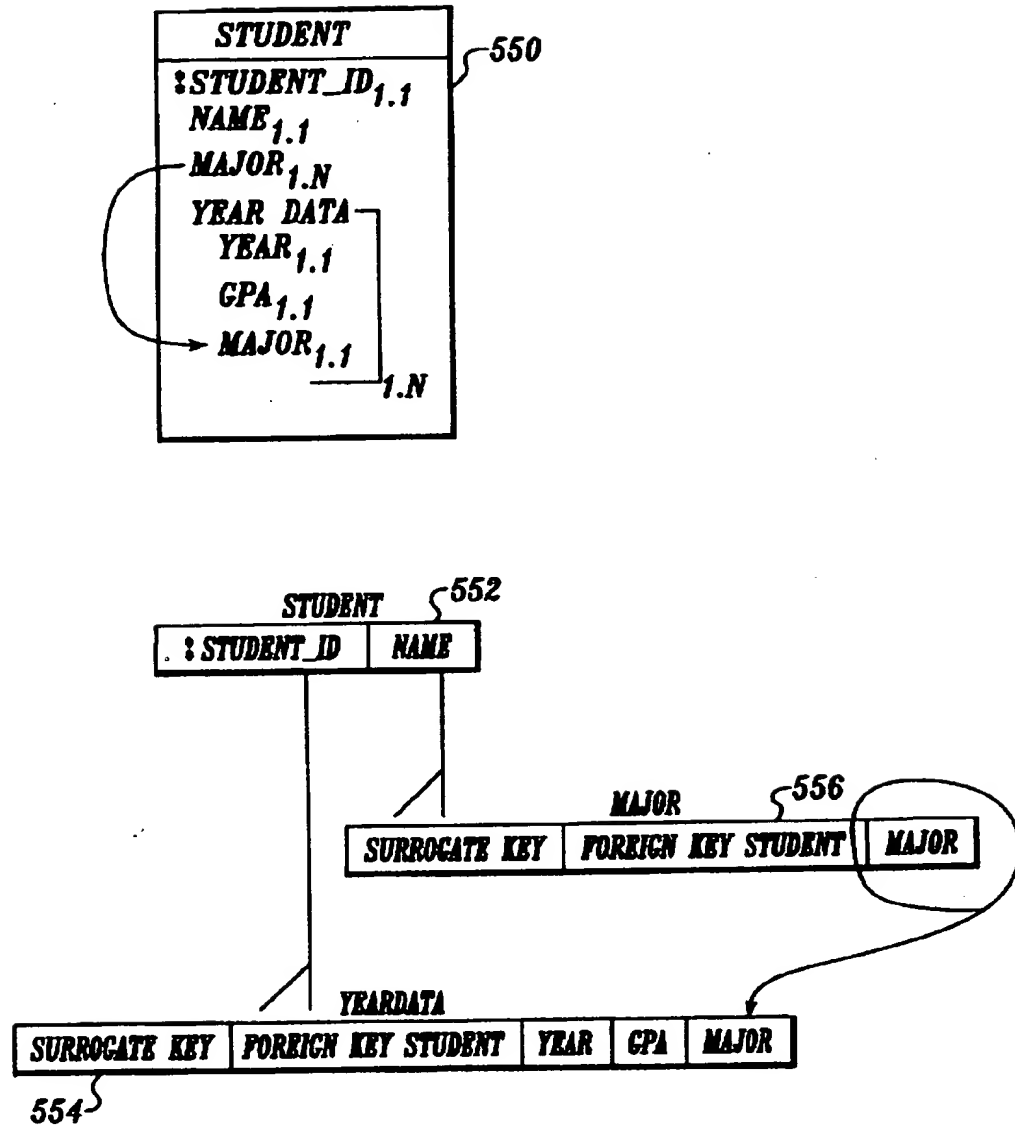 STUDENT
550
⁑STUDENT_ID1.1
NAME1.1
MAJOR1.N
YEAR DATA
YEAR1.1
GPA1.1
MAJOR1.1
1.N
STUDENT
552
⁑STUDENT_ID NAME
MAJOR
556
SURROGATE KEY FOREIGN KEY STUDENT MAJOR
YEARDATA
SURROGATE KEY FOREIGN KEY STUDENT YEAR GPA MAJOR
554